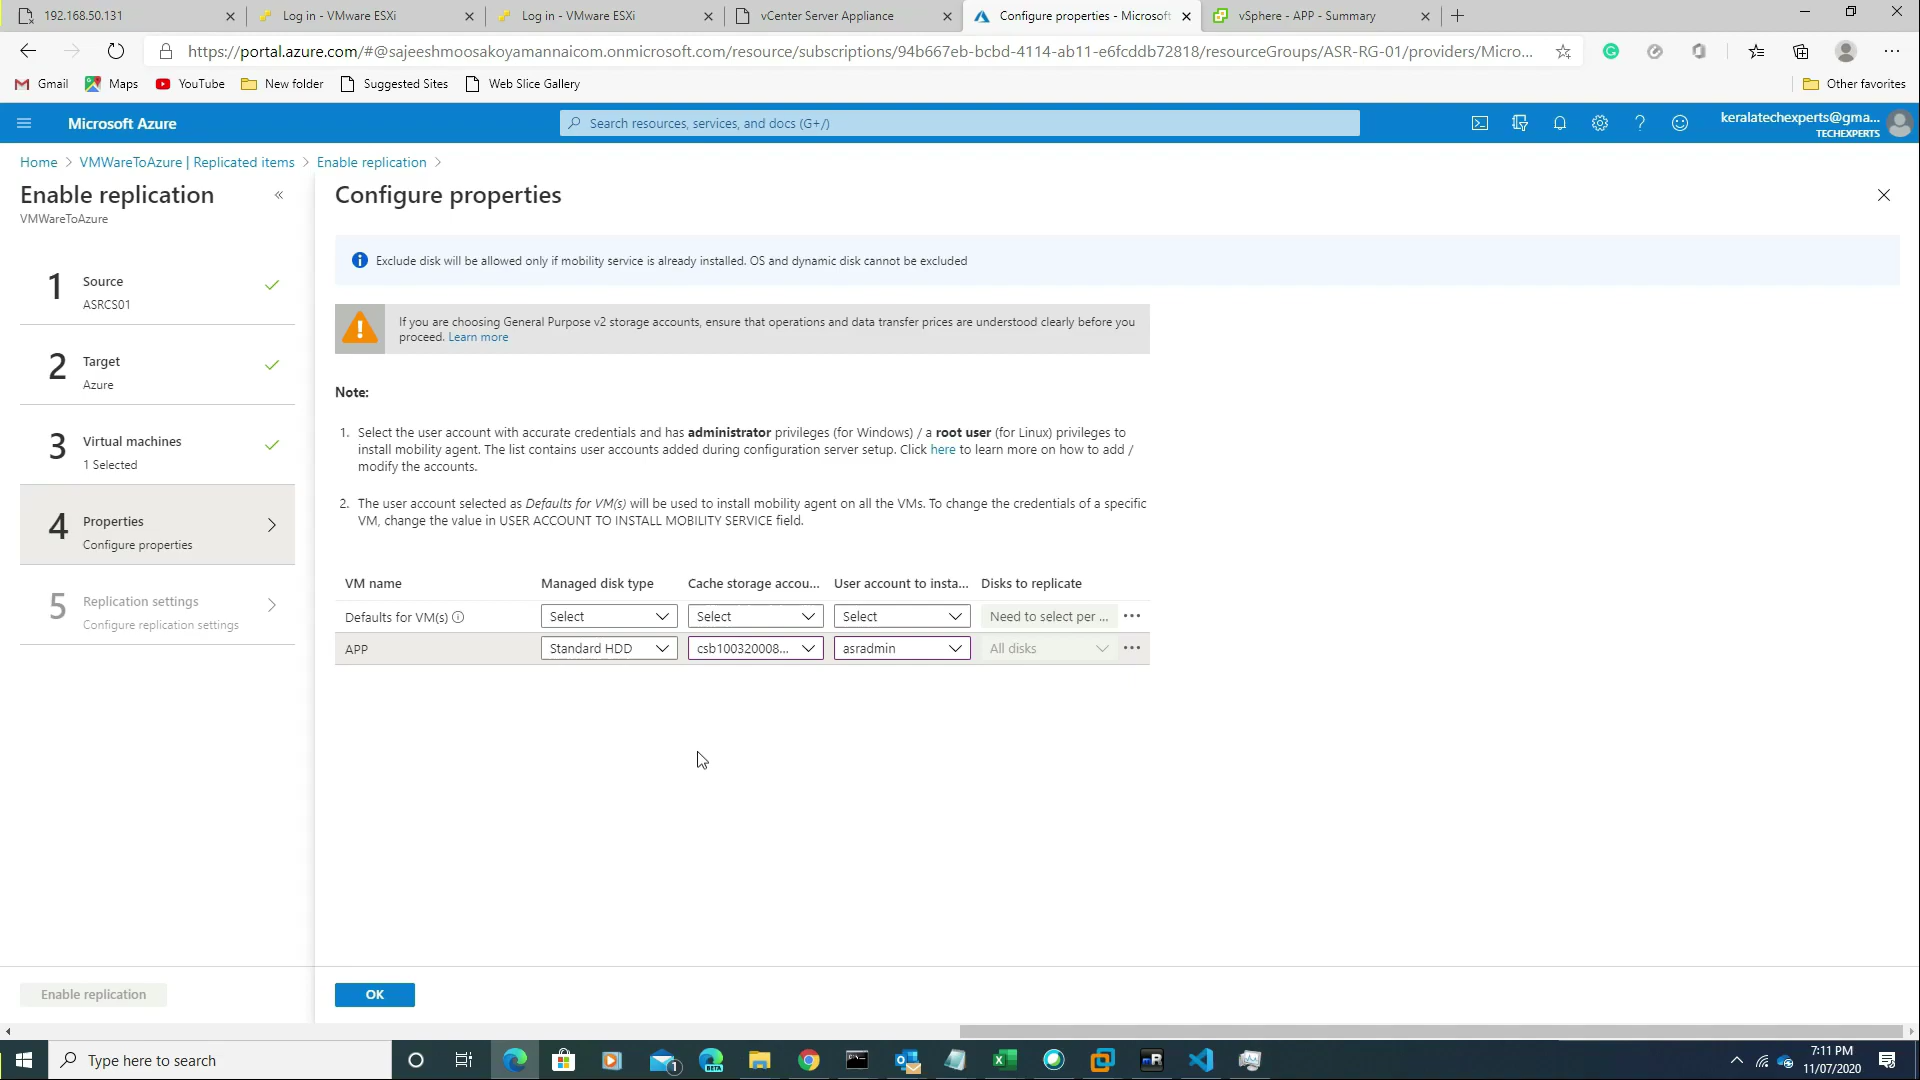 192.168.50.131
Log in - VMware ESXi
Log in - VMware ESXi
vCenter Server Appliance
Configure properties - Microsoft
vSphere - APP - Summary
https://portal.azure.com/#@sajeeshmoosakoyamannaicom.onmicrosoft.com/resource/subscriptions/94b667eb-bcbd-4114-ab11-e6fcddb72818/resourceGroups/ASR-RG-01/providers/Micro...
Gmail
Maps
YouTube
New folder
Suggested Sites
Web Slice Gallery
Other favorites
Microsoft Azure
Search resources, services, and docs (G+/)
keralatechexperts@gma...
TECHEXPERTS
Home > VMWareToAzure | Replicated items > Enable replication >
Enable replication
VMWareToAzure
«
1
Source
ASRCS01
2
Target
Azure
3
Virtual machines
1 Selected
4
Properties
Configure properties
5
Replication settings
Configure replication settings
Enable replication
Configure properties
Exclude disk will be allowed only if mobility service is already installed. OS and dynamic disk cannot be excluded
If you are choosing General Purpose v2 storage accounts, ensure that operations and data transfer prices are understood clearly before you
proceed. Learn more
Note:
1. Select the user account with accurate credentials and has administrator privileges (for Windows) / a root user (for Linux) privileges to
install mobility agent. The list contains user accounts added during configuration server setup. Click here to learn more on how to add /
modify the accounts.
2. The user account selected as Defaults for VM(s) will be used to install mobility agent on all the VMs. To change the credentials of a specific
VM, change the value in USER ACCOUNT TO INSTALL MOBILITY SERVICE field.
VM name Managed disk type Cache storage accou... User account to insta... Disks to replicate
Defaults for VM(s) Select Select Select Need to select per ... ...
APP Standard HDD csb100320008... asradmin All disks ...
OK
Type here to search
1
BETA
7:11 PM
11/07/2020